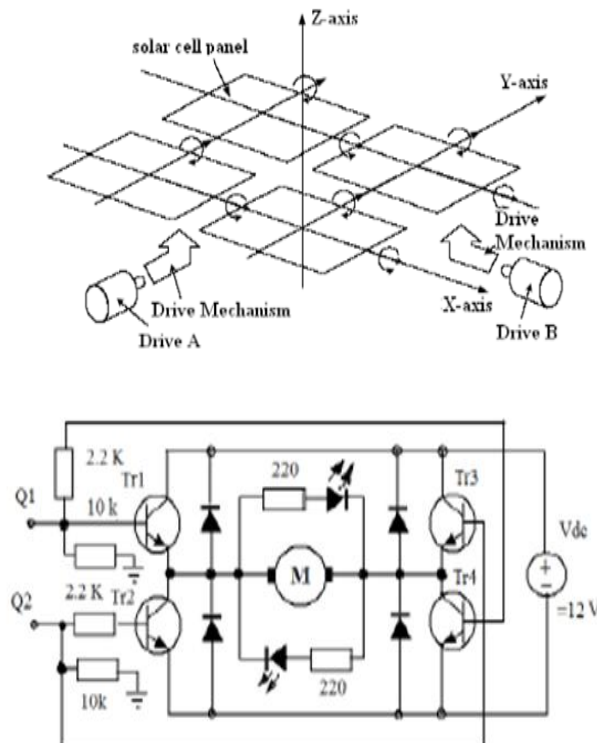 Z-axis
solar cell panel
Y-axis
Drive
Mechanism
X-axis
Drive Mechanism
Drive A
Drive B
2.2 K
Tr1
220
Tr3
Q1
10 k
Vdc
M
Tr4
Q2
2.2 K
Tr2
=12 V
10k
220